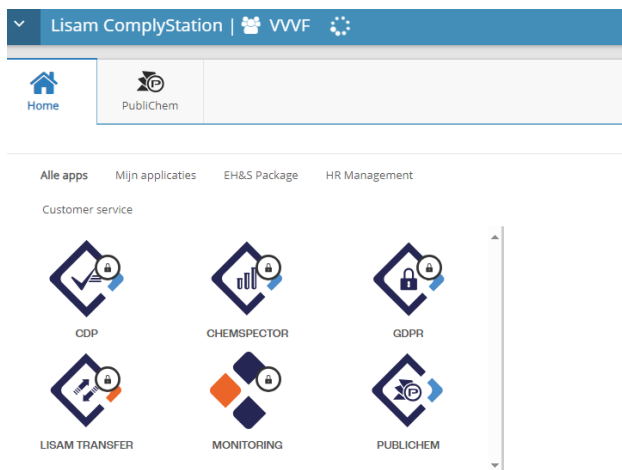 Lisam ComplyStation | VVVF
Home
PubliChem
Alle apps
Mijn applicaties
EH&S Package
HR Management
Customer service
CDP
CHEMSPECTOR
GDPR
LISAM TRANSFER
MONITORING
PUBLICHEM